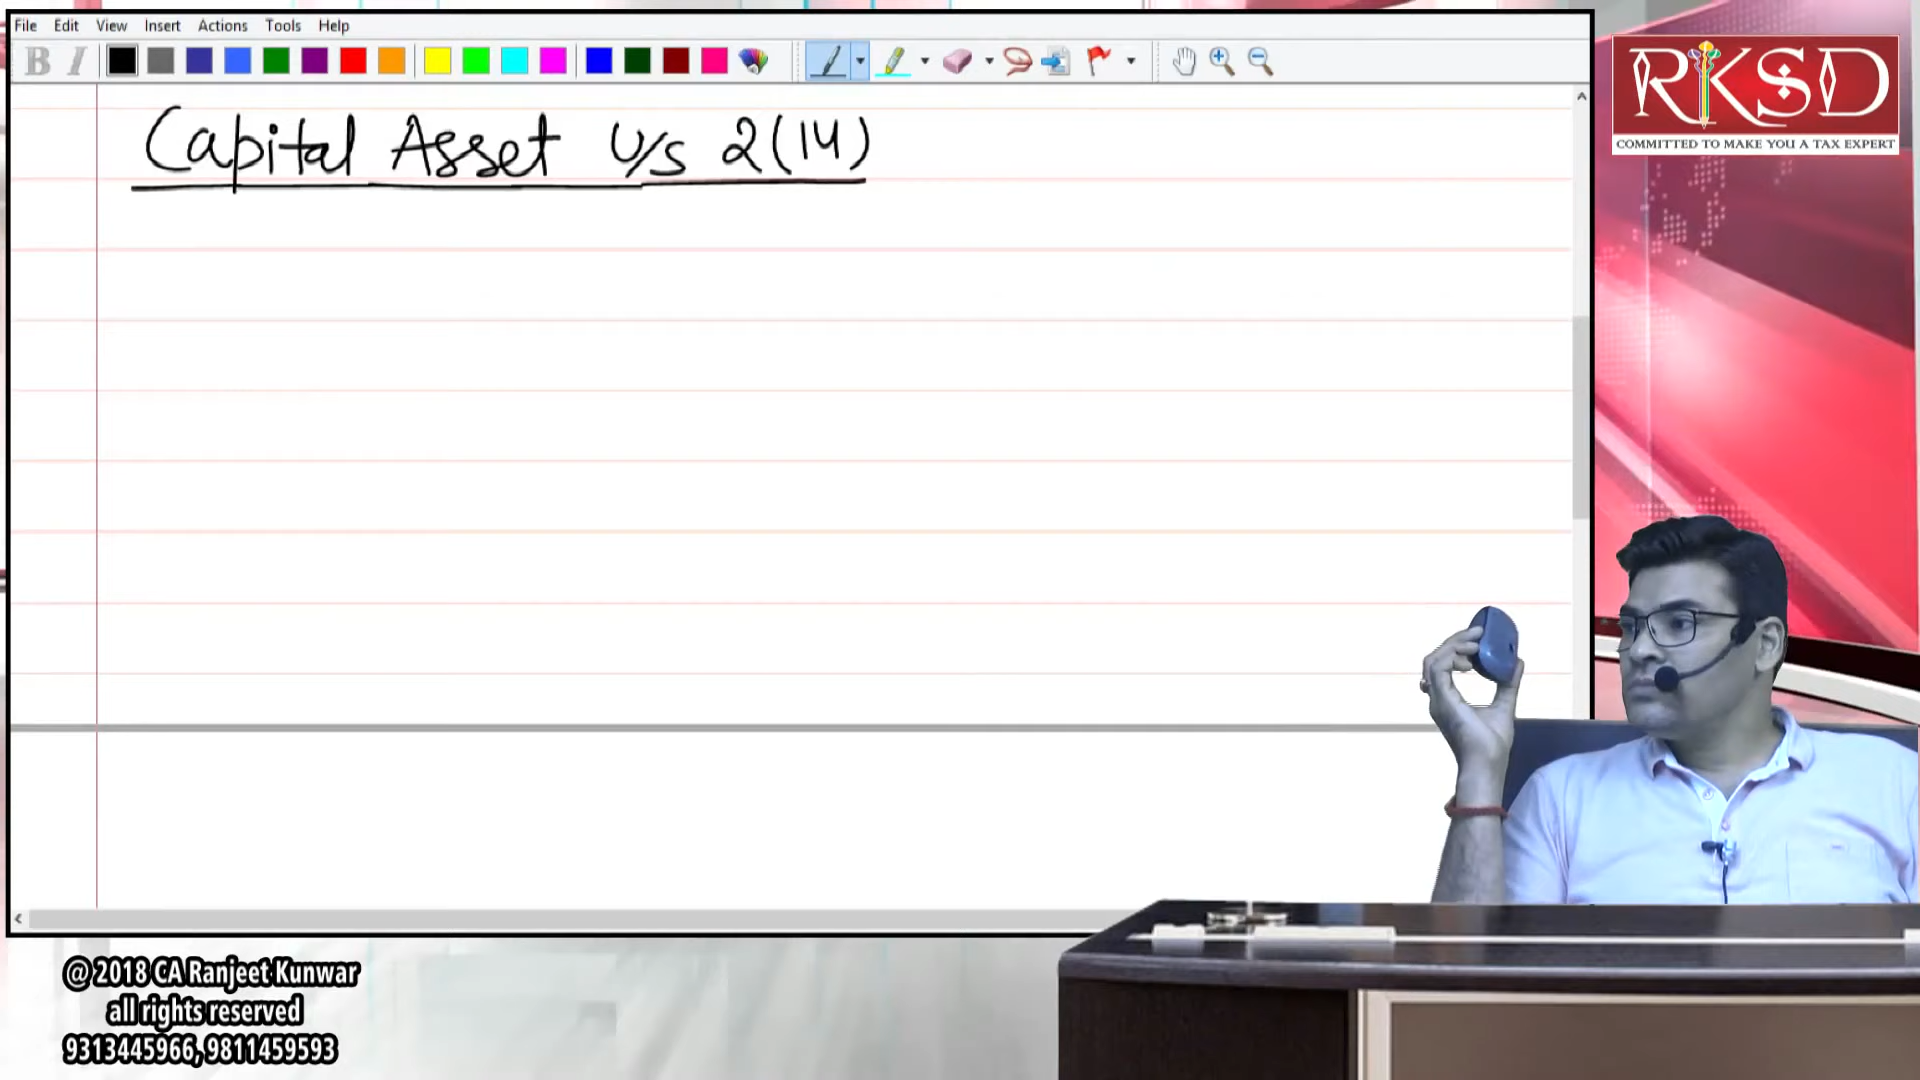 File Edit View Insert Actions Tools Help
B I
Capital Asset U/s 2(14)
RKSD
COMMITTED TO MAKE YOU A TAX EXPERT
@ 2018 CA Ranjeet Kunwar
all rights reserved
9313445966, 9811459593